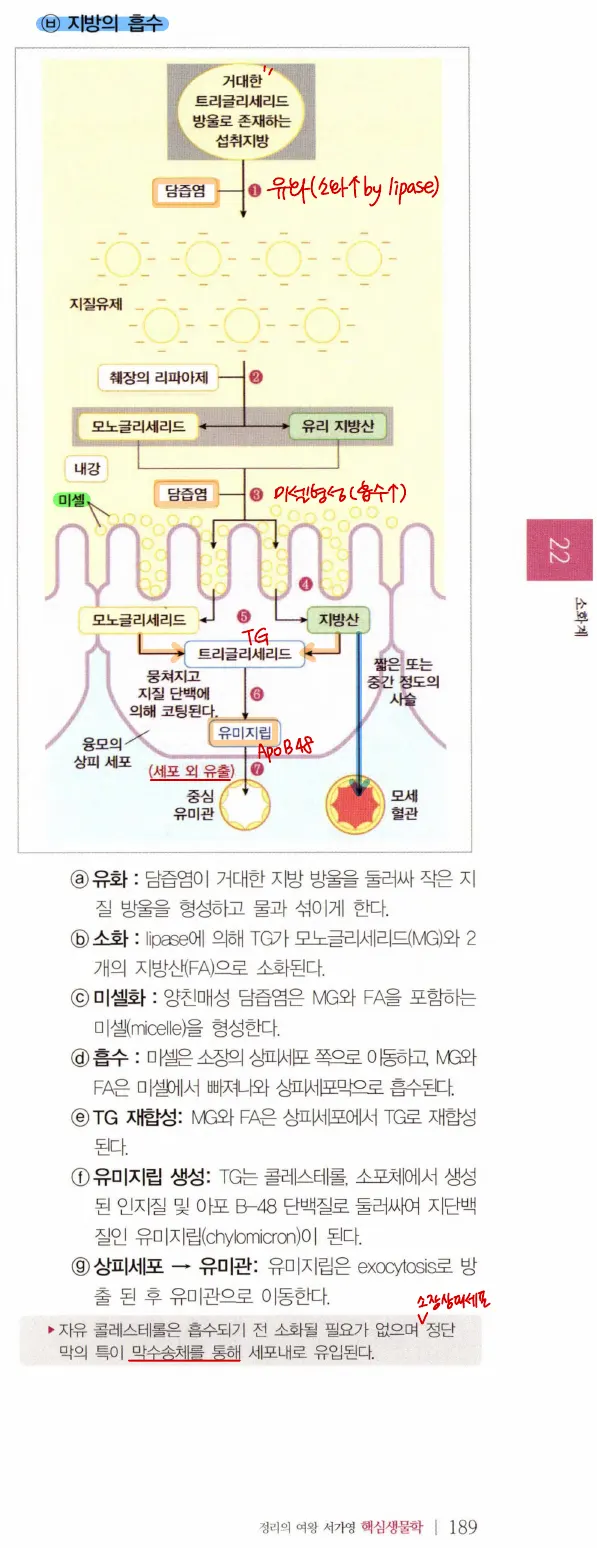 ⓑ 지방의 흡수
거대한
트리글리세리드
방울로 존재하는
섭취지방
담즙염
❶ 유화(소화↑ by lipase)
지질유제
췌장의 리파아제
❷
모노글리세리드
유리 지방산
내강
미셀
담즙염
❸ 미셀형성(흡수↑)
❹
모노글리세리드
❺
지방산
TG
트리글리세리드
뭉쳐지고
지질 단백에
의해 코팅된다.
❻
짧은 또는
중간 정도의
사슬
유미지립
ApoB48
융모의
상피 세포
(세포 외 유출)
❼
중심
유미관
모세
혈관
22
소화계
ⓐ 유화 : 담즙염이 거대한 지방 방울을 둘러싸 작은 지
질 방울을 형성하고 물과 섞이게 한다.
ⓑ 소화 : lipase에 의해 TG가 모노글리세리드(MG)와 2
개의 지방산(FA)으로 소화된다.
ⓒ 미셀화 : 양친매성 담즙염은 MG와 FA을 포함하는
미셀(micelle)을 형성한다.
ⓓ 흡수 : 미셀은 소장의 상피세포 쪽으로 이동하고, MG와
FA은 미셀에서 빠져나와 상피세포막으로 흡수된다.
ⓔ TG 재합성: MG와 FA은 상피세포에서 TG로 재합성
된다.
ⓕ 유미지립 생성: TG는 콜레스테롤, 소포체에서 생성
된 인지질 및 아포 B-48 단백질로 둘러싸여 지단백
질인 유미지립(chylomicron)이 된다.
ⓖ 상피세포 → 유미관: 유미지립은 exocytosis로 방
출 된 후 유미관으로 이동한다.
소장상피세포
▶자유 콜레스테롤은 흡수되기 전 소화될 필요가 없으며 정단
막의 특이 막수송체를 통해 세포내로 유입된다.
정리의 여왕 서가영 핵심생물학 | 189